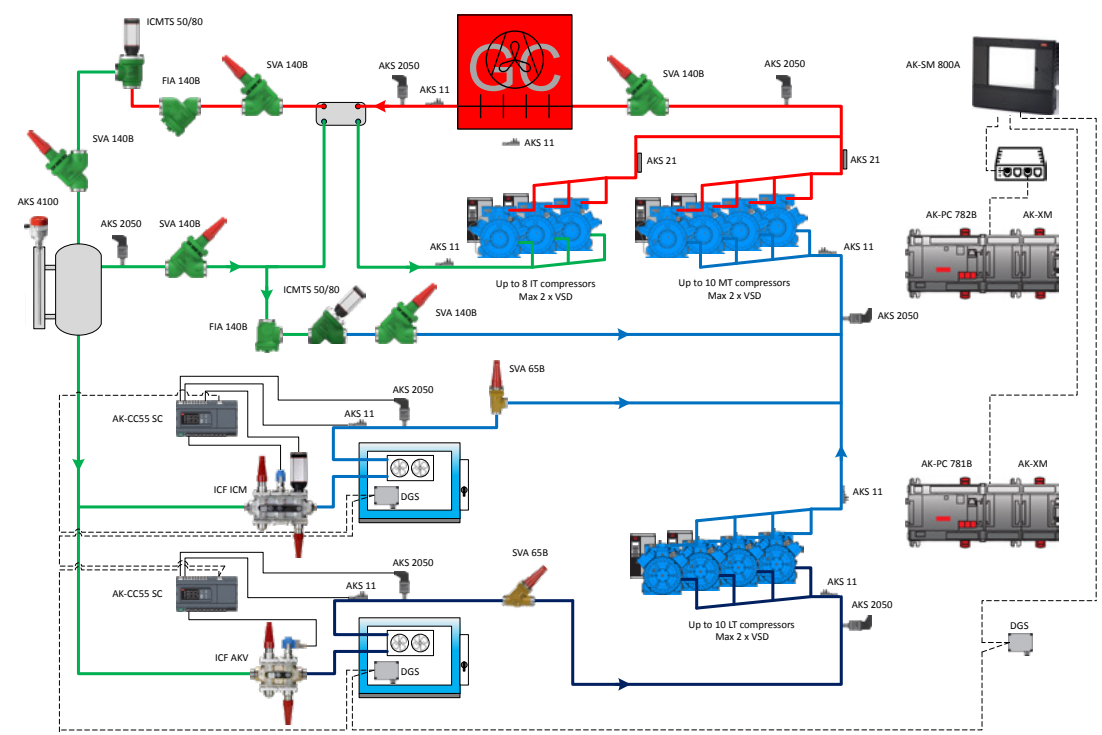 ICMTS 50/80
FIA 140B
SVA 140B
AKS 2050
AKS 11
GC
AKS 11
SVA 140B
AKS 2050
AK-SM 800A
SVA 140B
AKS 21
AKS 21
AKS 4100
AKS 2050
SVA 140B
AKS 11
AKS 11
AK-PC 782B
AK-XM
Up to 8 IT compressors
Max 2 x VSD
Up to 10 MT compressors
Max 2 x VSD
ICMTS 50/80
SVA 140B
FIA 140B
AKS 2050
SVA 65B
AKS 2050
AK-CC55 SC
AKS 11
AK-PC 781B
AK-XM
ICF ICM
DGS
AKS 11
SVA 65B
AKS 2050
AK-CC55 SC
AKS 11
AKS 11
AKS 2050
Up to 10 LT compressors
Max 2 x VSD
DGS
ICF AKV
DGS